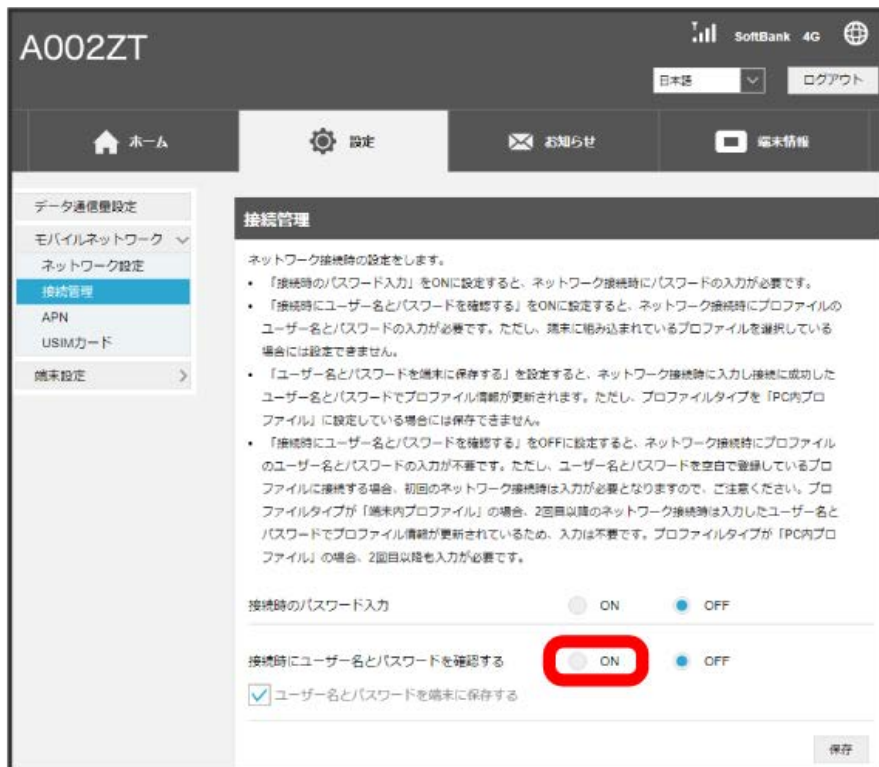 A002ZT
SoftBank 4G
日本語
ログアウト
ホーム
設定
お知らせ
端末情報
データ通信量設定
モバイルネットワーク
ネットワーク設定
接続管理
APN
USIMカード
端末設定
接続管理
ネットワーク接続時の設定をします。
• 「接続時のパスワード入力」をONに設定すると、ネットワーク接続時にパスワードの入力が必要です。
• 「接続時にユーザー名とパスワードを確認する」をONに設定すると、ネットワーク接続時にプロファイルの
ユーザー名とパスワードの入力が必要です。ただし、端末に組み込まれているプロファイルを選択している
場合には設定できません。
• 「ユーザー名とパスワードを端末に保存する」を設定すると、ネットワーク接続時に入力し接続に成功した
ユーザー名とパスワードでプロファイル情報が更新されます。ただし、プロファイルタイプを「PC内プロ
ファイル」に設定している場合には保存できません。
• 「接続時にユーザー名とパスワードを確認する」をOFFに設定すると、ネットワーク接続時にプロファイル
のユーザー名とパスワードの入力が不要です。ただし、ユーザー名とパスワードを空白で登録しているプロ
ファイルに接続する場合、初回のネットワーク接続時は入力が必要となりますので、ご注意ください。プロ
ファイルタイプが「端末内プロファイル」の場合、2回目以降のネットワーク接続時は入力したユーザー名と
パスワードでプロファイル情報が更新されているため、入力は不要です。プロファイルタイプが「PC内プロ
ファイル」の場合、2回目以降も入力が必要です。
接続時のパスワード入力 ON OFF
接続時にユーザー名とパスワードを確認する ON OFF
ユーザー名とパスワードを端末に保存する
保存